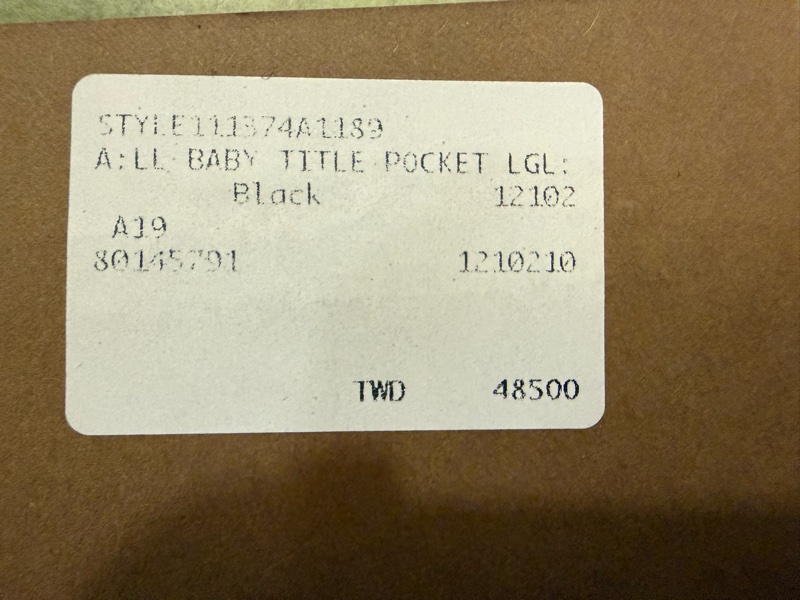 STYLE111374A1189
A:LL BABY TITLE POCKET LGL:
Black 12102
A19
80145791 1210210
TWD 48500